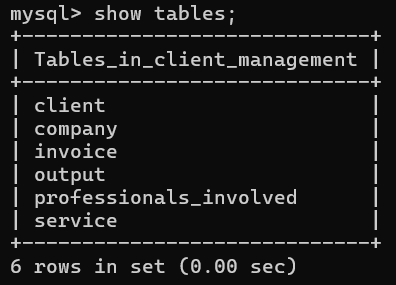 mysql> show tables;
+-----------------------------+
| Tables_in_client_management |
+-----------------------------+
| client                      |
| company                     |
| invoice                     |
| output                      |
| professionals_involved      |
| service                     |
+-----------------------------+
6 rows in set (0.00 sec)